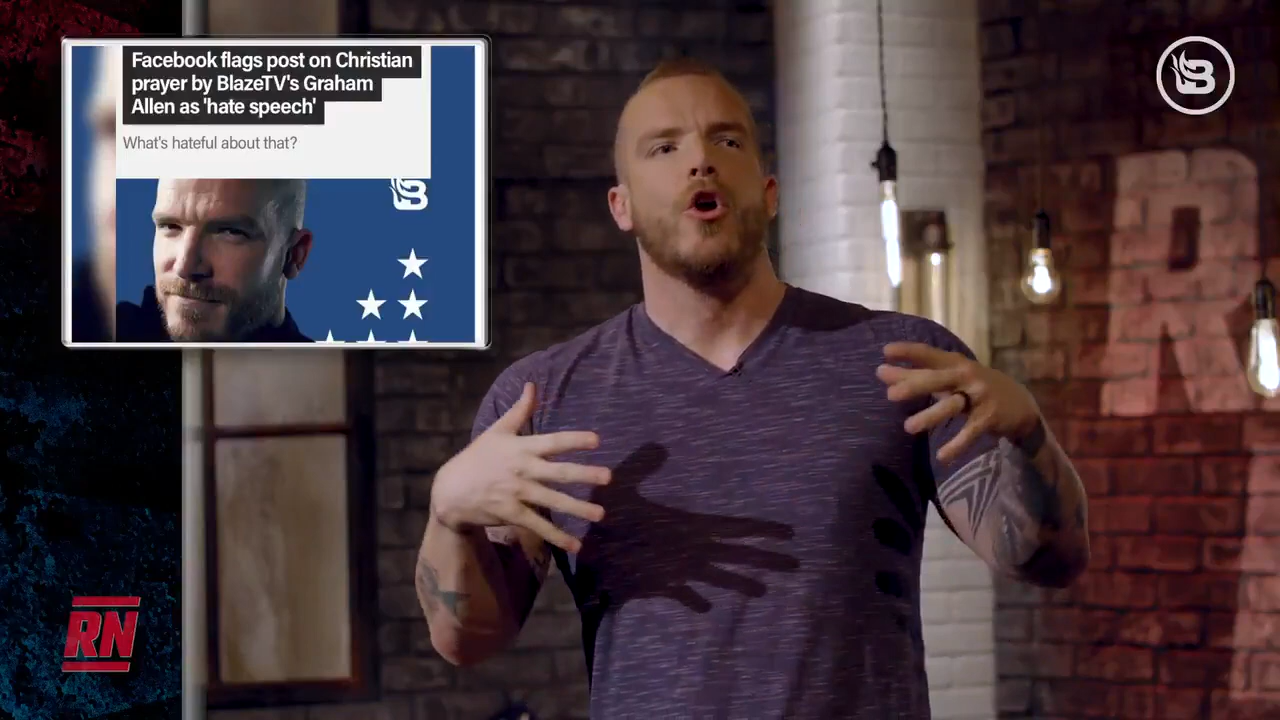 Facebook flags post on Christian
prayer by BlazeTV's Graham
Allen as 'hate speech'
What's hateful about that?
B
B
R
RN